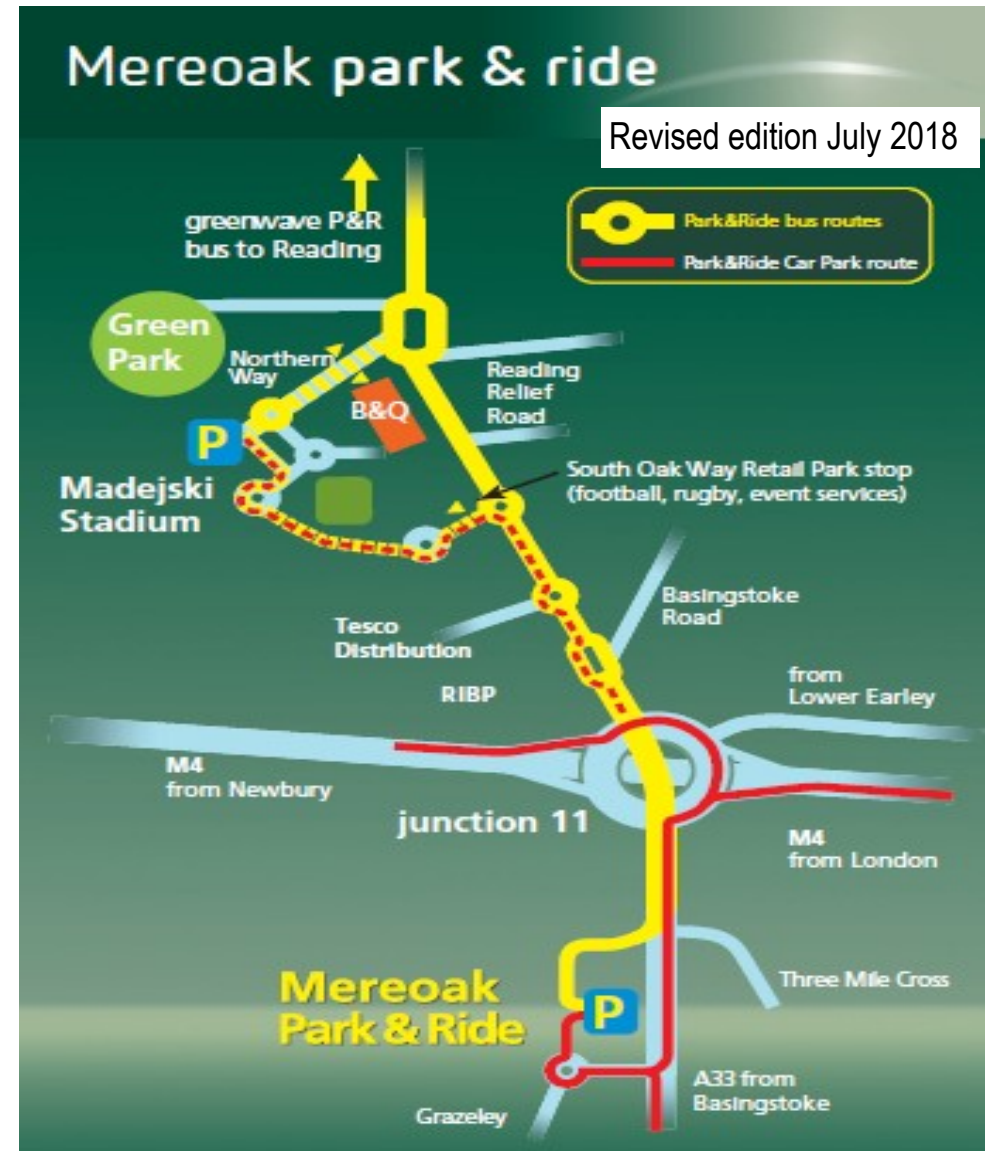 Mereoak park & ride
Revised edition July 2018
greenwave P&R
bus to Reading
Park&Ride bus routes
Park&Ride Car Park route
Green
Park
Northern
Way
B&Q
Reading
Relief
Road
P
Madejski
Stadium
South Oak Way Retail Park stop
(football, rugby, event services)
Basingstoke
Road
Tesco
Distribution
RIBP
from
Lower Earley
M4
from Newbury
junction 11
M4
from London
Mereoak
Park & Ride
P
Three Mile Cross
A33 from
Basingstoke
Grazeley